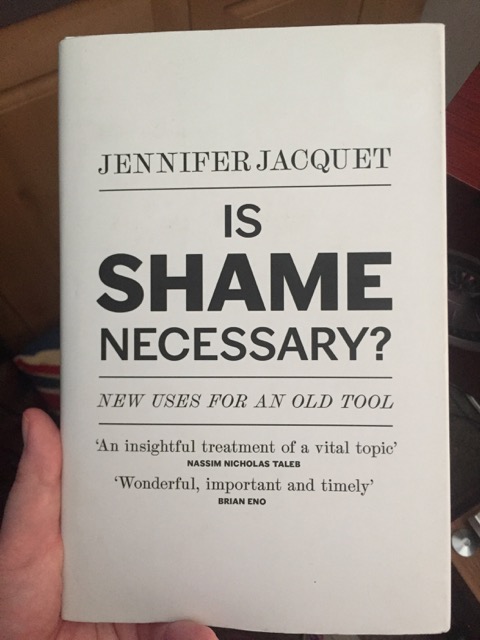 JENNIFER JACQUET
IS
SHAME
NECESSARY?
NEW USES FOR AN OLD TOOL
‘An insightful treatment of a vital topic’
NASSIM NICHOLAS TALEB
‘Wonderful, important and timely’
BRIAN ENO